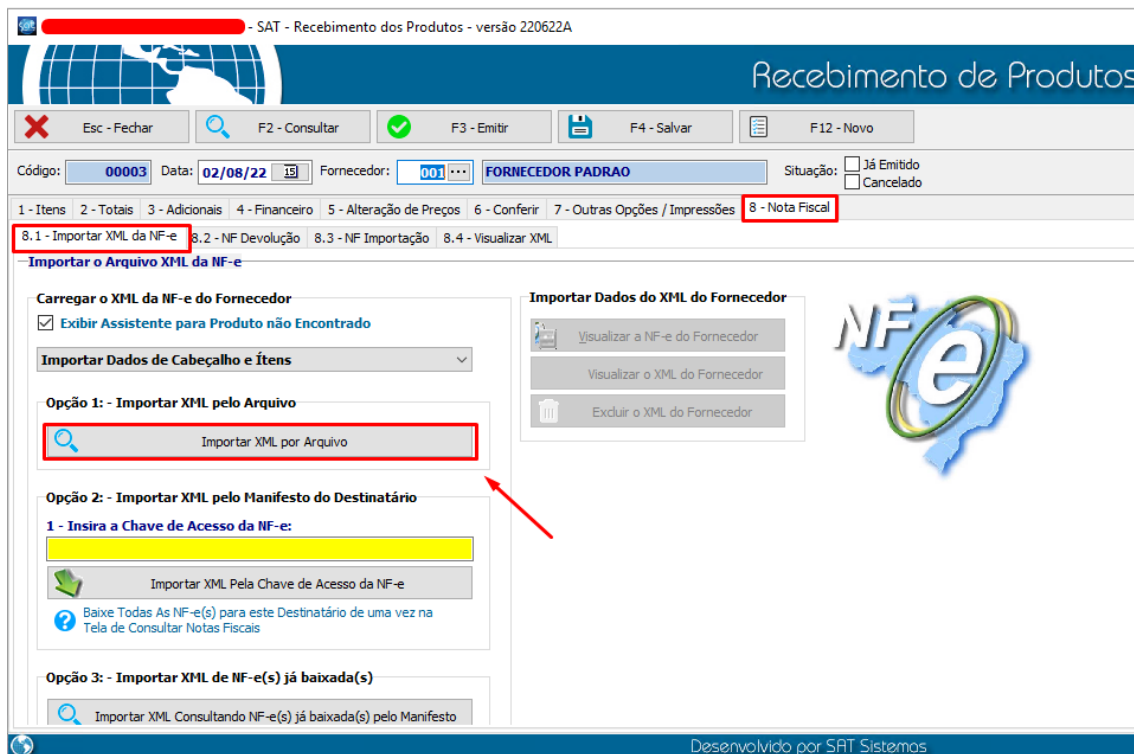 - SAT - Recebimento dos Produtos - versão 220622A
Recebimento de Produtos
Esc - Fechar
F2 - Consultar
F3 - Emitir
F4 - Salvar
F12 - Novo
Código: 00003 Data: 02/08/22 15 Fornecedor: 001 ... FORNECEDOR PADRAO Situação: Já Emitido
Cancelado
1 - Itens 2 - Totais 3 - Adicionais 4 - Financeiro 5 - Alteração de Preços 6 - Conferir 7 - Outras Opções / Impressões 8 - Nota Fiscal
8.1 - Importar XML da NF-e 8.2 - NF Devolução 8.3 - NF Importação 8.4 - Visualizar XML
Importar o Arquivo XML da NF-e
Carregar o XML da NF-e do Fornecedor
Exibir Assistente para Produto não Encontrado
Importar Dados de Cabeçalho e Ítens
Opção 1: - Importar XML pelo Arquivo
Importar XML por Arquivo
Opção 2: - Importar XML pelo Manifesto do Destinatário
1 - Insira a Chave de Acesso da NF-e:
Importar XML Pela Chave de Acesso da NF-e
Baixe Todas As NF-e(s) para este Destinatário de uma vez na
Tela de Consultar Notas Fiscais
Opção 3: - Importar XML de NF-e(s) já baixada(s)
Importar XML Consultando NF-e(s) já baixada(s) pelo Manifesto
Importar Dados do XML do Fornecedor
Visualizar a NF-e do Fornecedor
Visualizar o XML do Fornecedor
Excluir o XML do Fornecedor
NF e
Desenvolvido por SAT Sistemas